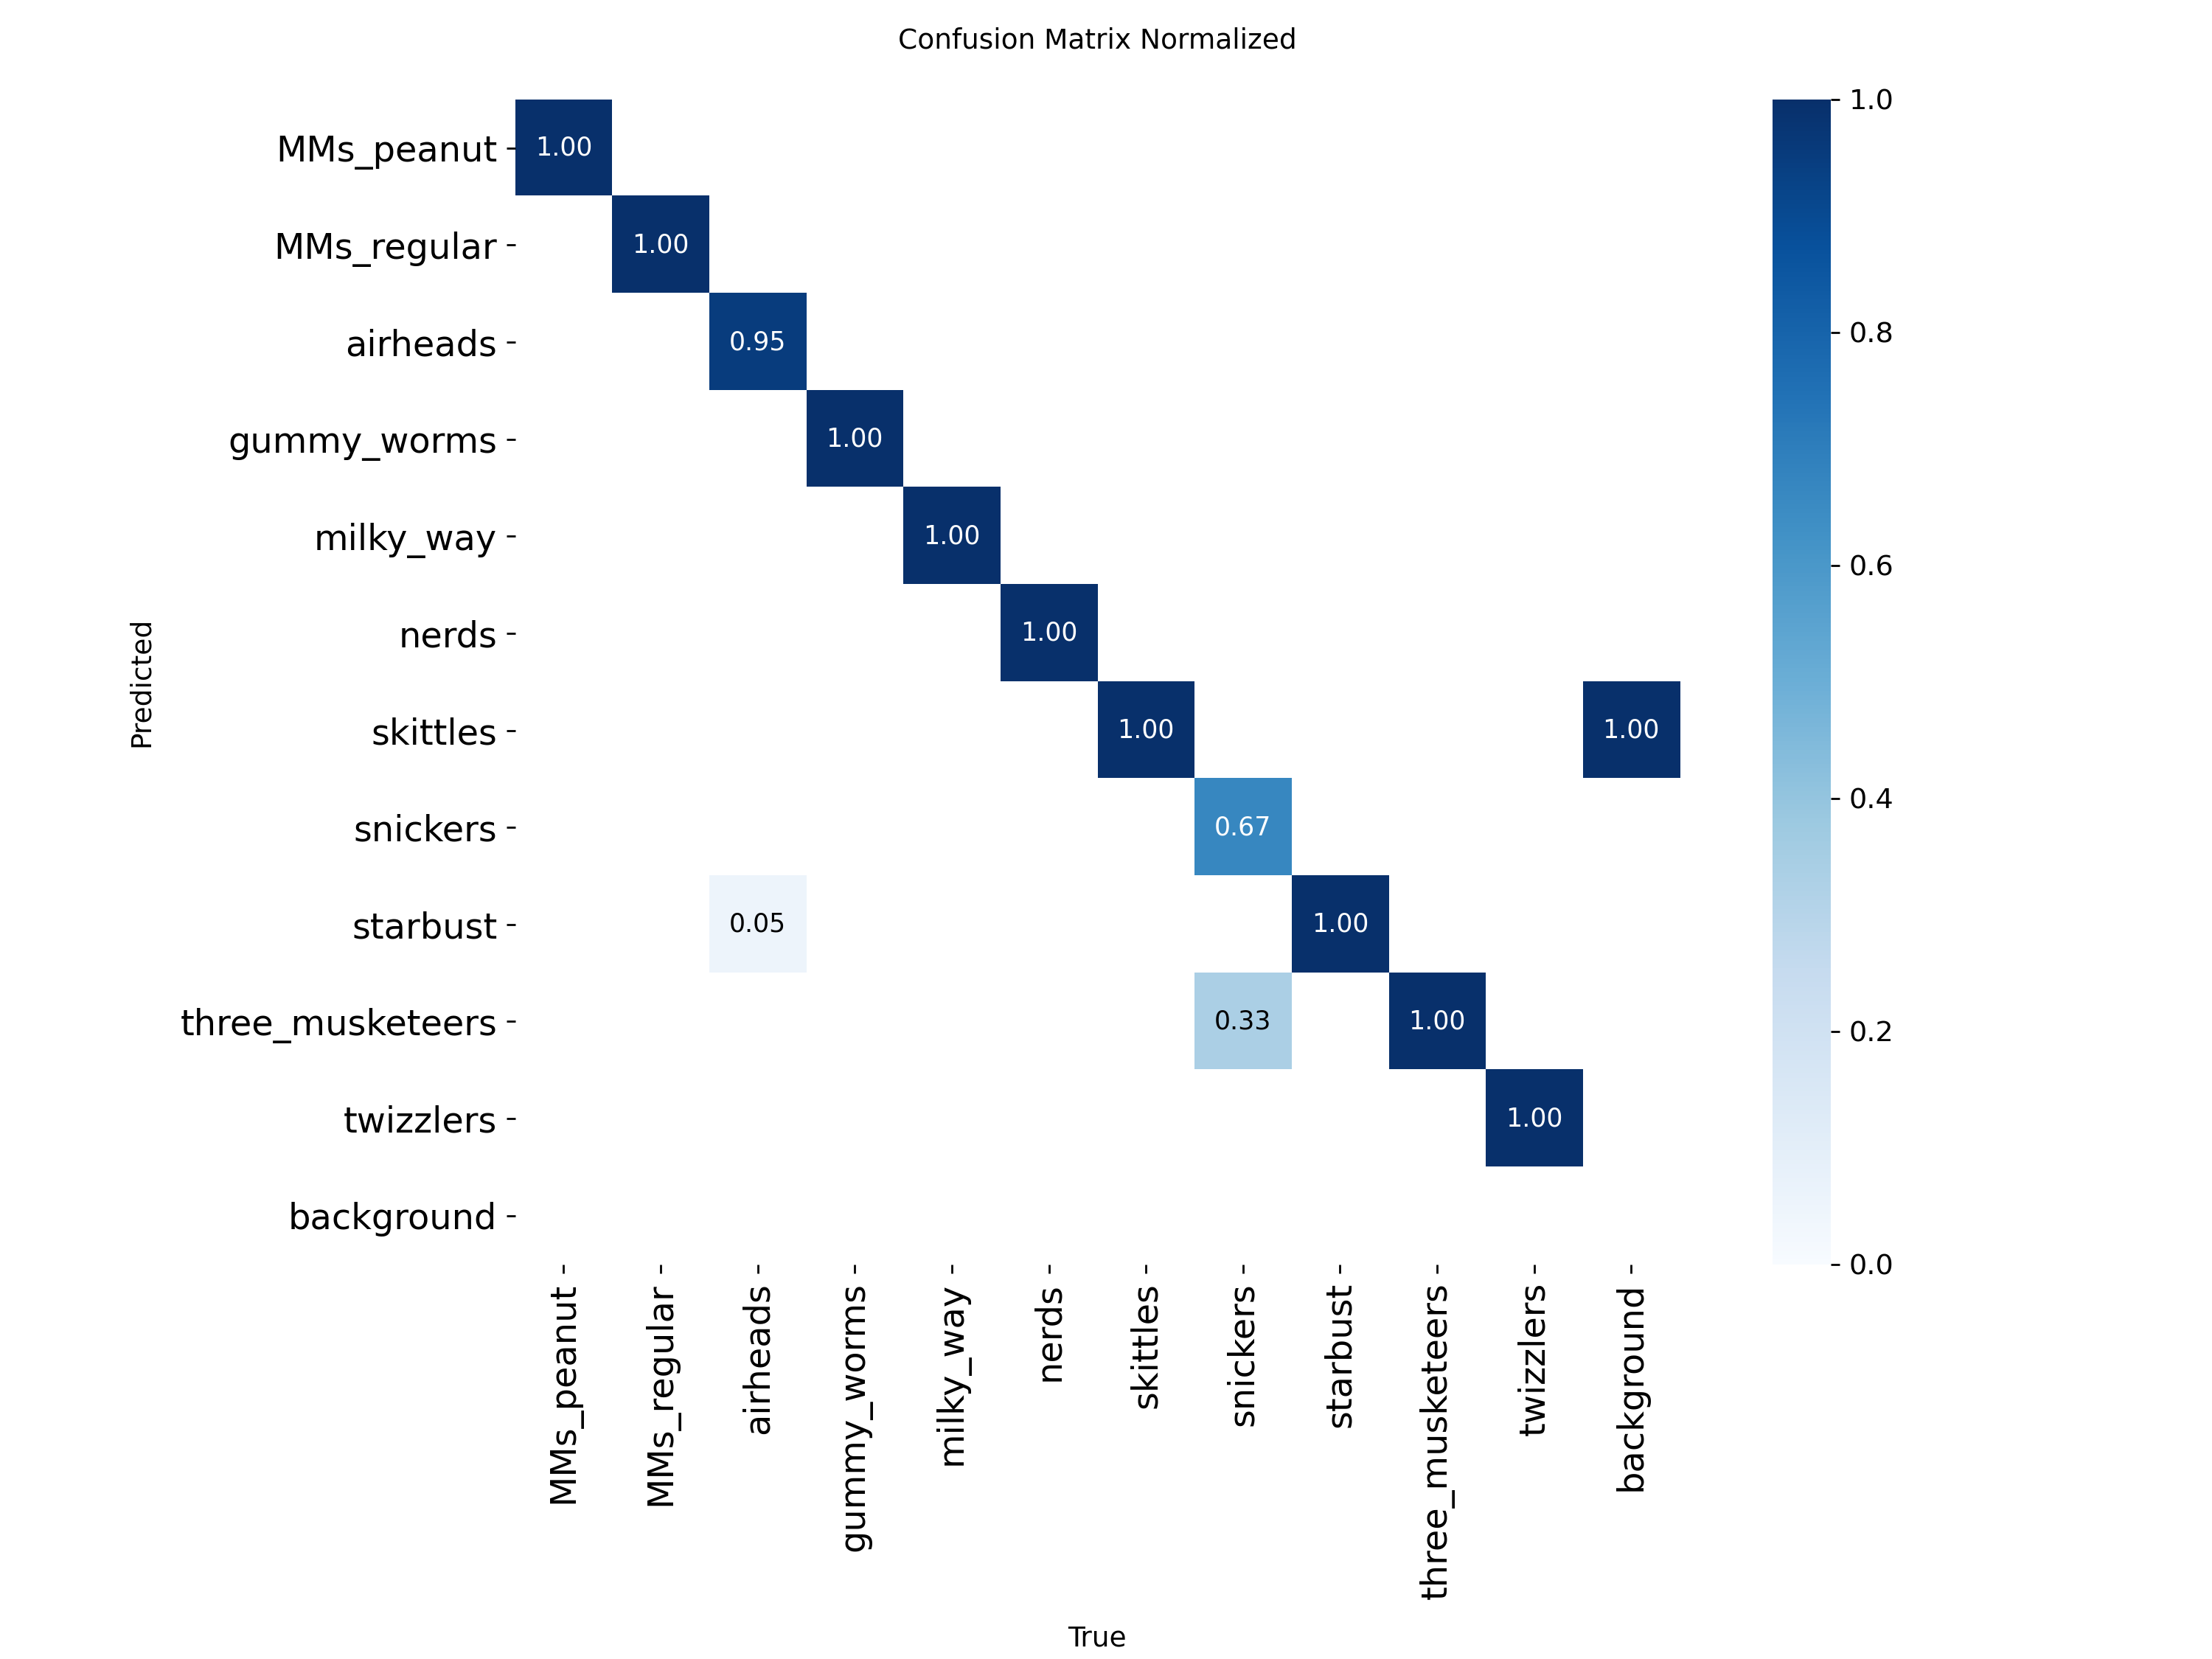 Confusion Matrix Normalized
MMs_peanut 1.00
MMs_regular 1.00
airheads 0.95
gummy_worms 1.00
milky_way 1.00
nerds 1.00
skittles 1.00 1.00
snickers 0.67
starbust 0.05 1.00
three_musketeers 0.33 1.00
twizzlers 1.00
background
Predicted
MMs_peanut
MMs_regular
airheads
gummy_worms
milky_way
nerds
skittles
snickers
starbust
three_musketeers
twizzlers
background
True
1.0
0.8
0.6
0.4
0.2
0.0